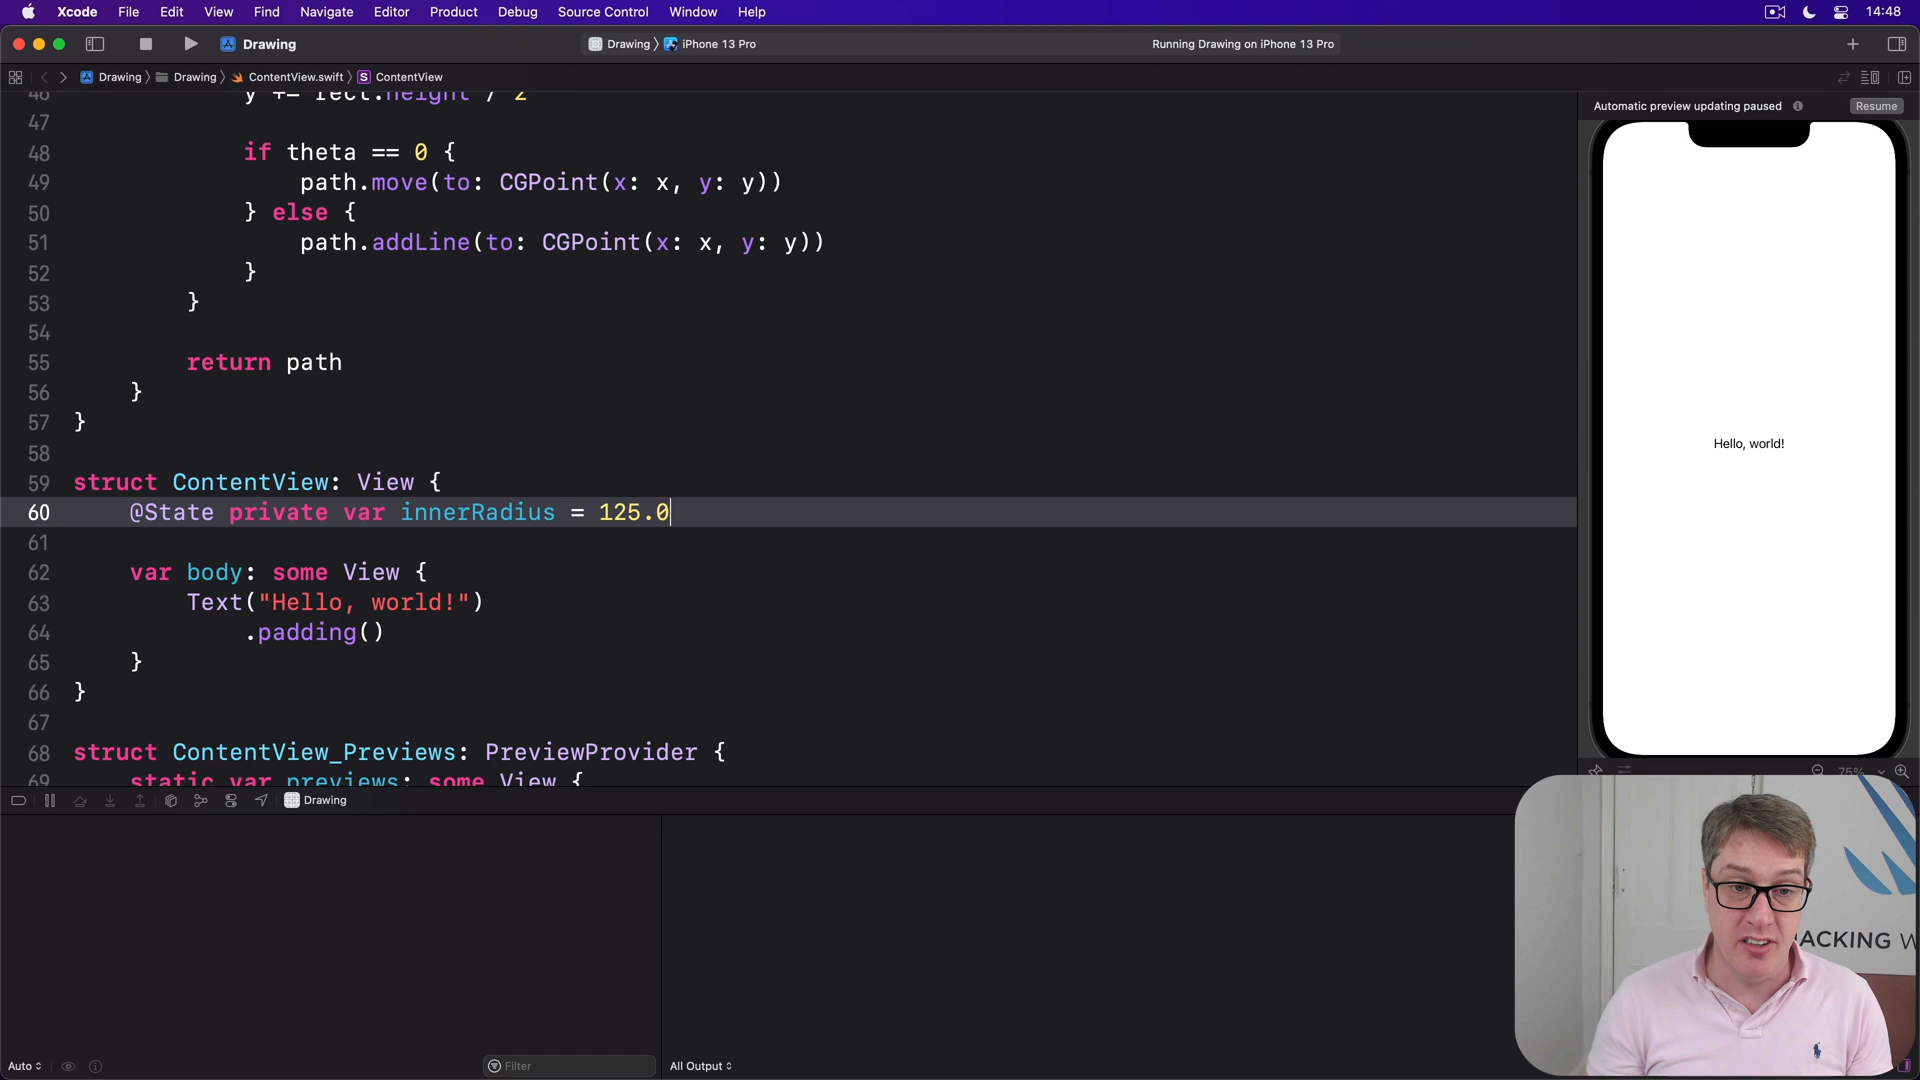 Xcode File Edit View Find Navigate Editor Product Debug Source Control Window Help 14:48
Drawing Drawing iPhone 13 Pro Running Drawing on iPhone 13 Pro
Drawing Drawing ContentView.swift S ContentView
Automatic preview updating paused Resume
46 y += rect.height / 2
47
48 if theta == 0 {
49 path.move(to: CGPoint(x: x, y: y))
50 } else {
51 path.addLine(to: CGPoint(x: x, y: y))
52 }
53 }
54
55 return path
56 }
57 }
58
59 struct ContentView: View {
60 @State private var innerRadius = 125.0
61
62 var body: some View {
63 Text("Hello, world!")
64 .padding()
65 }
66 }
67
68 struct ContentView_Previews: PreviewProvider {
69 static var previews: some View {
Hello, world!
75%
Drawing
ACKING W
Auto Filter All Output